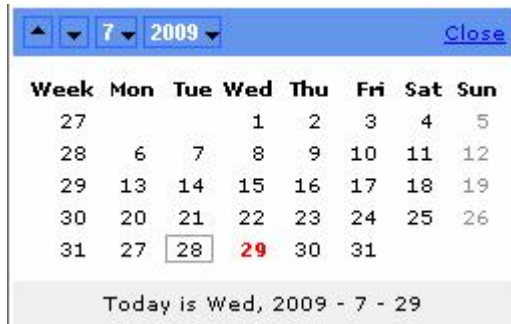 7 2009 Close
Week Mon Tue Wed Thu Fri Sat Sun
27 1 2 3 4 5
28 6 7 8 9 10 11 12
29 13 14 15 16 17 18 19
30 20 21 22 23 24 25 26
31 27 28 29 30 31
Today is Wed, 2009 - 7 - 29